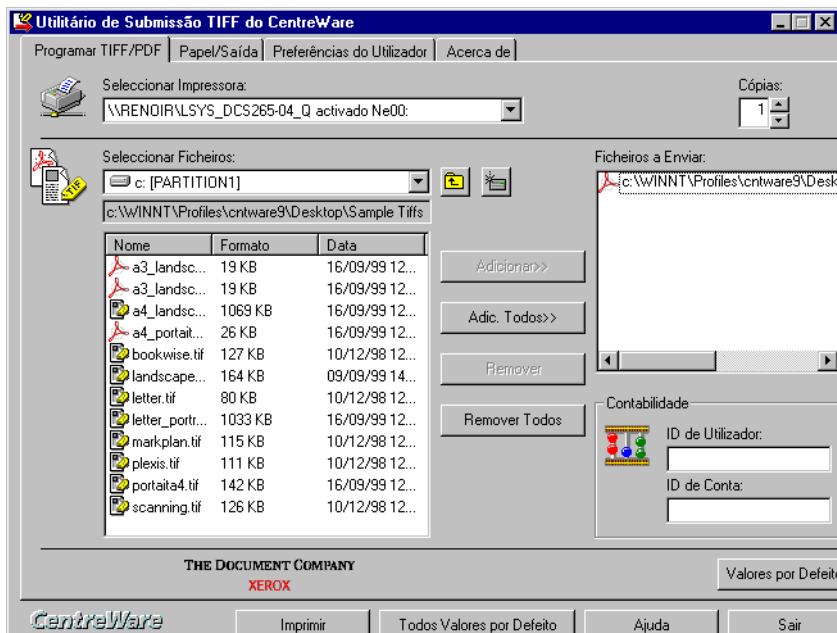 Utilitário de Submissão TIFF do CentreWare
Programar TIFF/PDF Papel/Saída Preferências do Utilizador Acerca de
Seleccionar Impressora:
\\RENOIR\LSYS_DCS265-04_Q activado Ne00:
Cópias:
1
Seleccionar Ficheiros:
c: [PARTITION1]
c:\WINNT\Profiles\cntware9\Desktop\Sample Tiffs
Nome Formato Data
a3_landsc... 19 KB 16/09/99 12...
a3_landsc... 19 KB 16/09/99 12...
a4_landsc... 1069 KB 16/09/99 12...
a4_portait... 26 KB 16/09/99 12...
bookwise.tif 127 KB 10/12/98 12...
landscape... 164 KB 09/09/99 14...
letter.tif 80 KB 10/12/98 12...
letter_portr... 1033 KB 16/09/99 12...
markplan.tif 115 KB 10/12/98 12...
plexis.tif 111 KB 10/12/98 12...
portaita4.tif 142 KB 16/09/99 12...
scanning.tif 126 KB 10/12/98 12...
Adicionar>>
Adic. Todos>>
Remover
Remover Todos
Ficheiros a Enviar:
c:\WINNT\Profiles\cntware9\Desk
Contabilidade
ID de Utilizador:
ID de Conta:
THE DOCUMENT COMPANY
XEROX
Valores por Defeito
CentreWare
Imprimir Todos Valores por Defeito Ajuda Sair